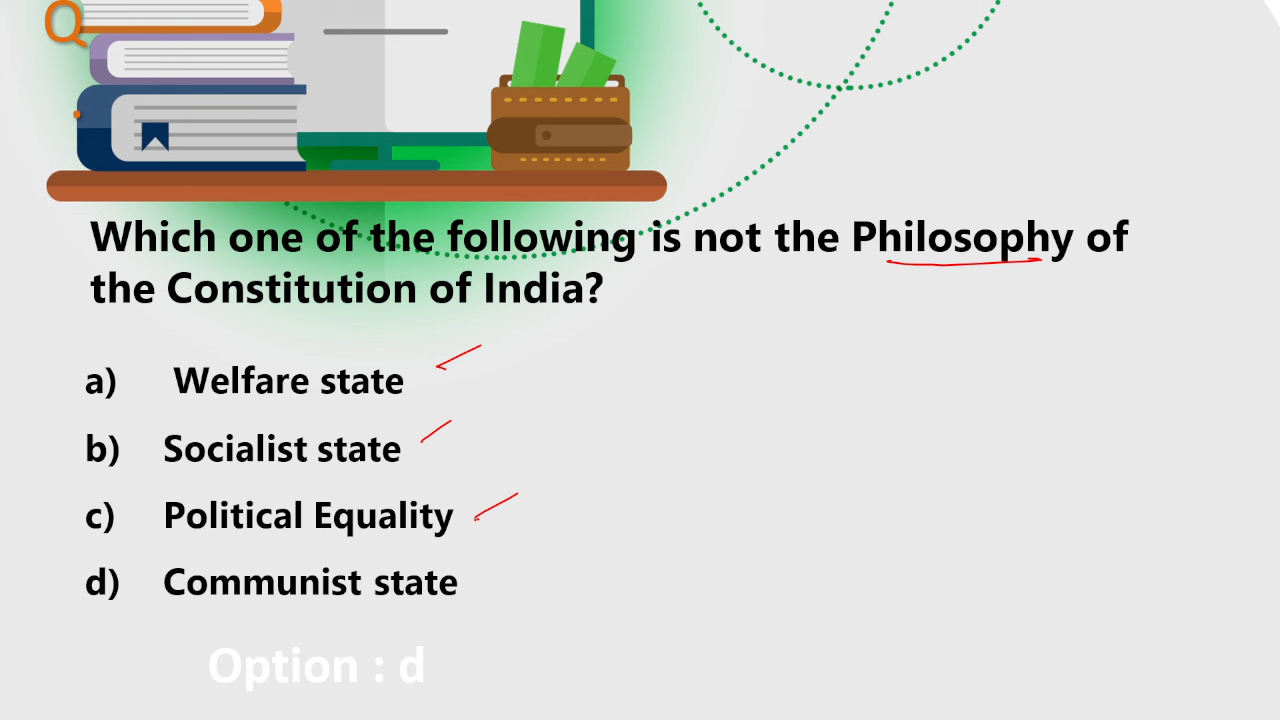 Q
Which one of the following is not the Philosophy of
the Constitution of India?
a) Welfare state
b) Socialist state
c) Political Equality
d) Communist state
Option : d